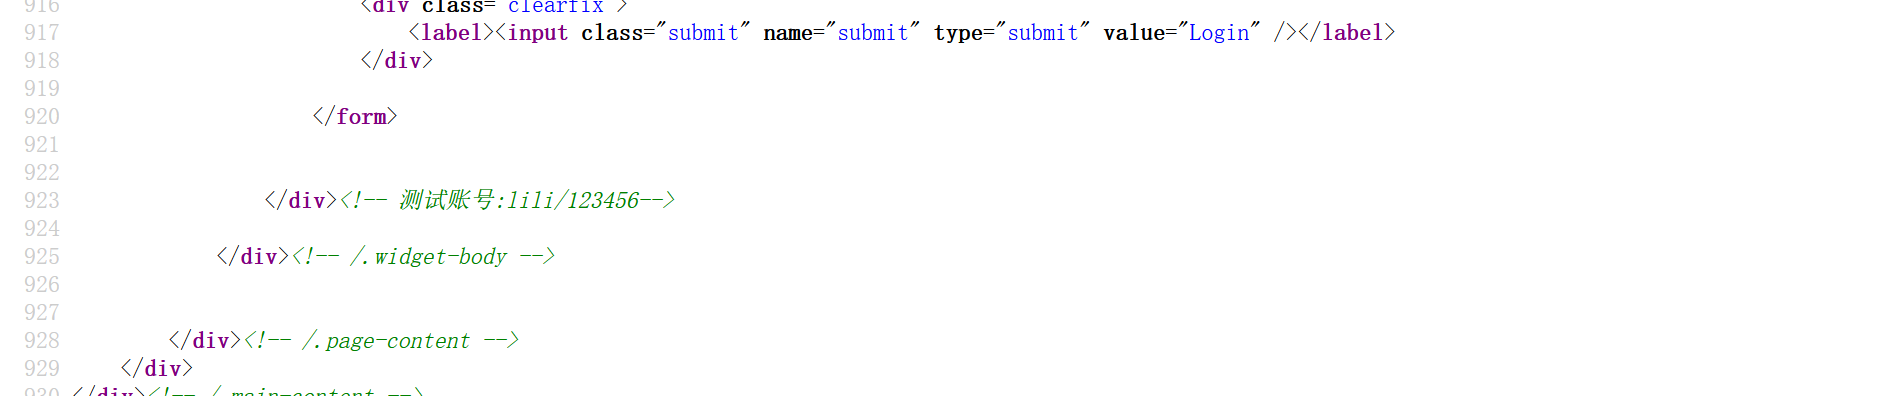 916 <div class="clearfix">
917 <label><input class="submit" name="submit" type="submit" value="Login" /></label>
918 </div>
919
920 </form>
921
922
923 </div><!-- 测试账号:lili/123456-->
924
925 </div><!-- /.widget-body -->
926
927
928 </div><!-- /.page-content -->
929 </div>
930 </div><!-- /.main-content -->